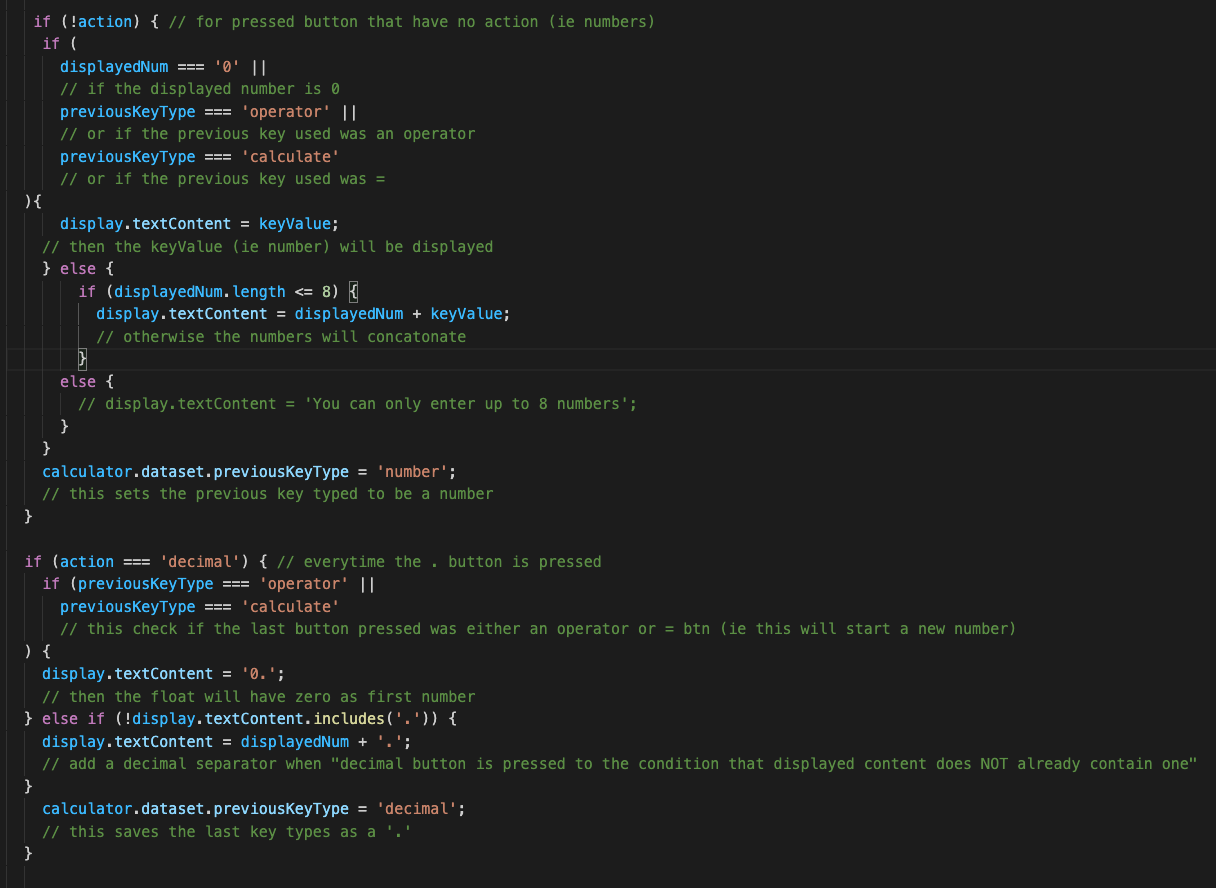 if (!action) { // for pressed button that have no action (ie numbers)
if (
displayedNum === '0' ||
// if the displayed number is 0
previousKeyType === 'operator' ||
// or if the previous key used was an operator
previousKeyType === 'calculate'
// or if the previous key used was =
){
display.textContent = keyValue;
// then the keyValue (ie number) will be displayed
} else {
if (displayedNum.length <= 8) {
display.textContent = displayedNum + keyValue;
// otherwise the numbers will concatonate
}
else {
// display.textContent = 'You can only enter up to 8 numbers';
}
}
calculator.dataset.previousKeyType = 'number';
// this sets the previous key typed to be a number
}
if (action === 'decimal') { // everytime the . button is pressed
if (previousKeyType === 'operator' ||
previousKeyType === 'calculate'
// this check if the last button pressed was either an operator or = btn (ie this will start a new number)
) {
display.textContent = '0.';
// then the float will have zero as first number
} else if (!display.textContent.includes('.')) {
display.textContent = displayedNum + '.';
// add a decimal separator when "decimal button is pressed to the condition that displayed content does NOT already contain one"
}
calculator.dataset.previousKeyType = 'decimal';
// this saves the last key types as a '.'
}